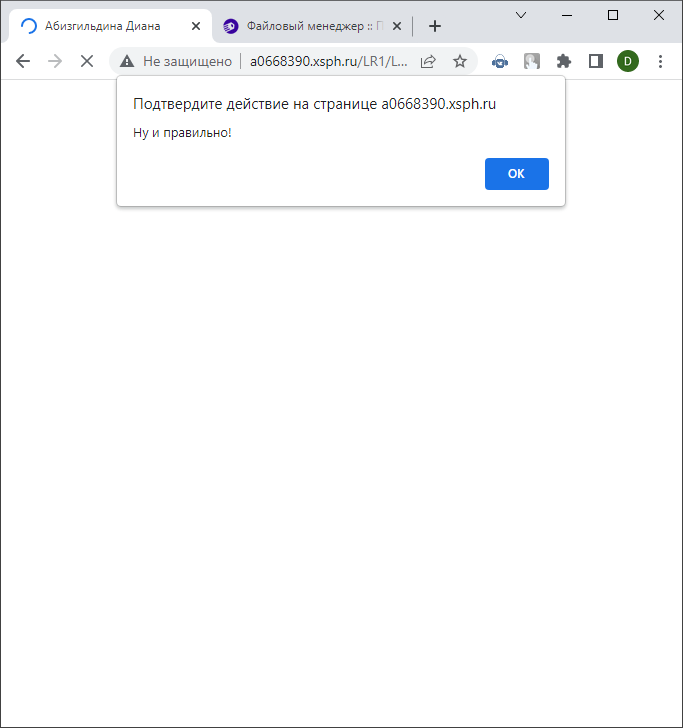 Абизгильдина Диана
Файловый менеджер :: П
Не защищено
a0668390.xsph.ru/LR1/L...
D
Подтвердите действие на странице a0668390.xsph.ru
Ну и правильно!
ОК